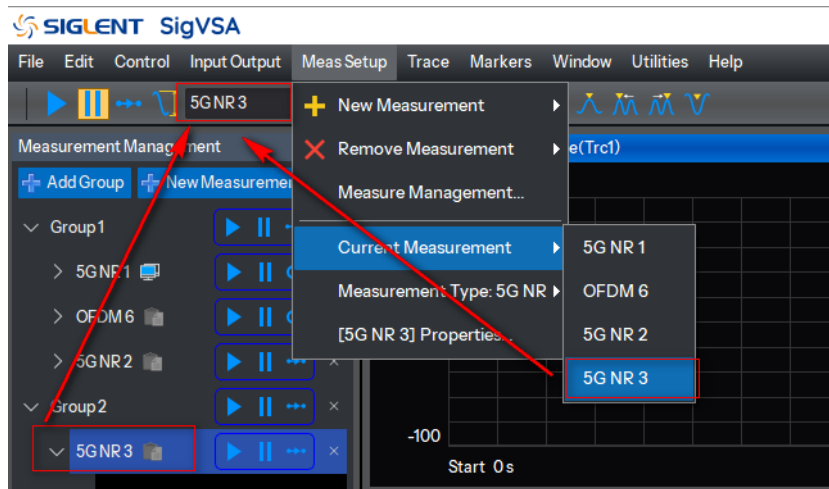 SIGLENT SigVSA
File Edit Control Input Output Meas Setup Trace Markers Window Utilities Help
5G NR 3
New Measurement
Remove Measurement
Measure Management...
Current Measurement
Measurement Type: 5G NR
[5G NR 3] Properties...
5G NR 1
OFDM 6
5G NR 2
5G NR 3
Measurement Management
Add Group New Measuremen
Group1
5G NR 1
OFDM 6
5G NR 2
Group2
5G NR 3
e(Trc1)
-100
Start 0 s